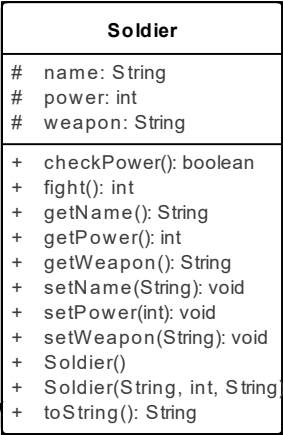 Soldier
# name: String
# power: int
# weapon: String
+ checkPower(): boolean
+ fight(): int
+ getName(): String
+ getPower(): int
+ getWeapon(): String
+ setName(String): void
+ setPower(int): void
+ setWeapon(String): void
+ Soldier()
+ Soldier(String, int, String)
+ toString(): String